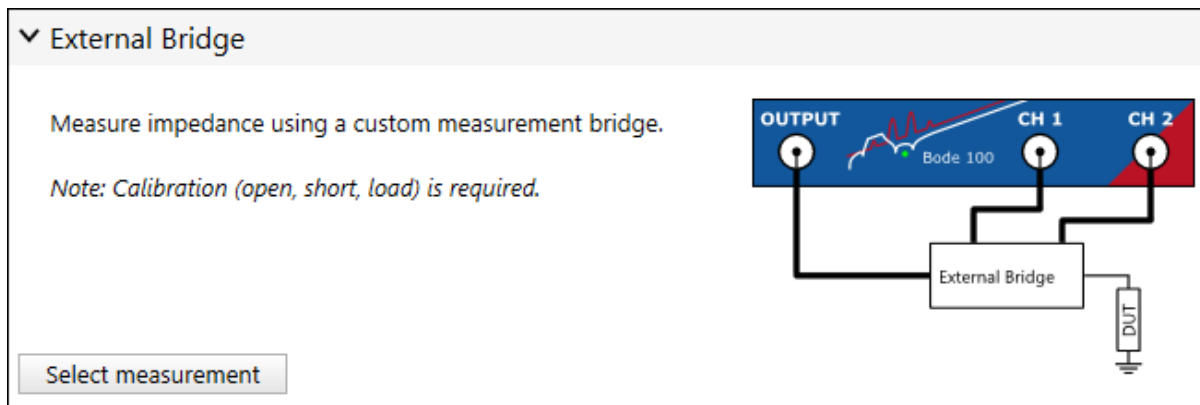 External Bridge
Measure impedance using a custom measurement bridge.
Note: Calibration (open, short, load) is required.
OUTPUT
CH 1
CH 2
Bode 100
External Bridge
DUT
Select measurement